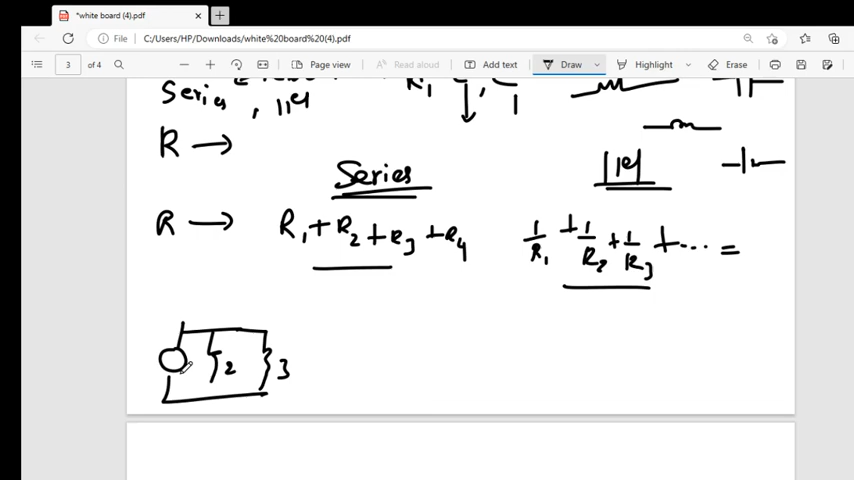 *white board (4).pdf
File
C:/Users/HP/Downloads/white%20board%20(4).pdf
3 of 4
Page view
Read aloud
Add text
Draw
Highlight
Erase
Series, ||el
R1
R →
Series ||el
R → R1 + R2 + R3 + R4 1/R1 + 1/R2 + 1/R3 + ... =
2 3